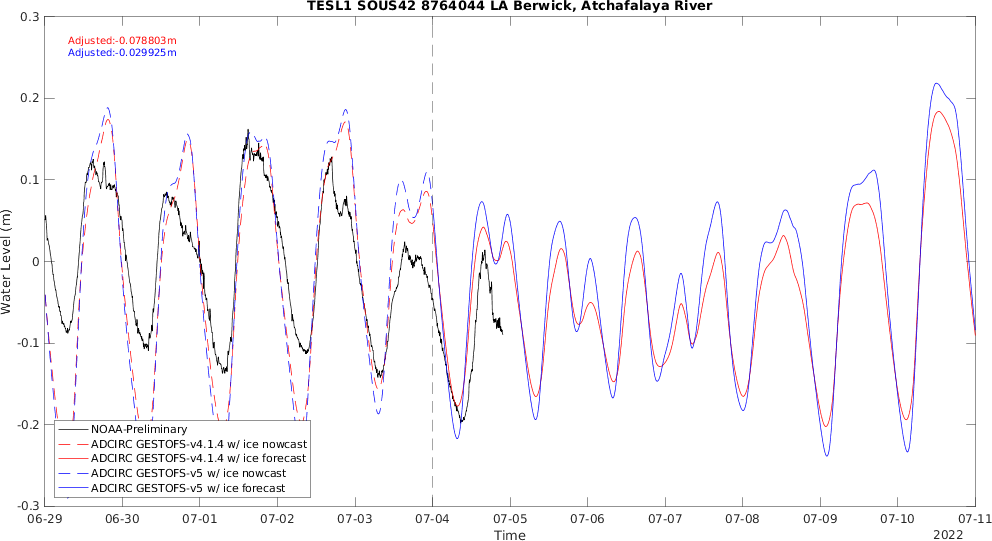 TESL1 SOUS42 8764044 LA Berwick, Atchafalaya River
Adjusted:-0.078803m
Adjusted:-0.029925m
0.3
0.2
0.1
0
-0.1
-0.2
-0.3
Water Level (m)
NOAA-Preliminary
ADCIRC GESTOFS-v4.1.4 w/ ice nowcast
ADCIRC GESTOFS-v4.1.4 w/ ice forecast
ADCIRC GESTOFS-v5 w/ ice nowcast
ADCIRC GESTOFS-v5 w/ ice forecast
06-29 06-30 07-01 07-02 07-03 07-04 07-05 07-06 07-07 07-08 07-09 07-10 07-11
Time
2022